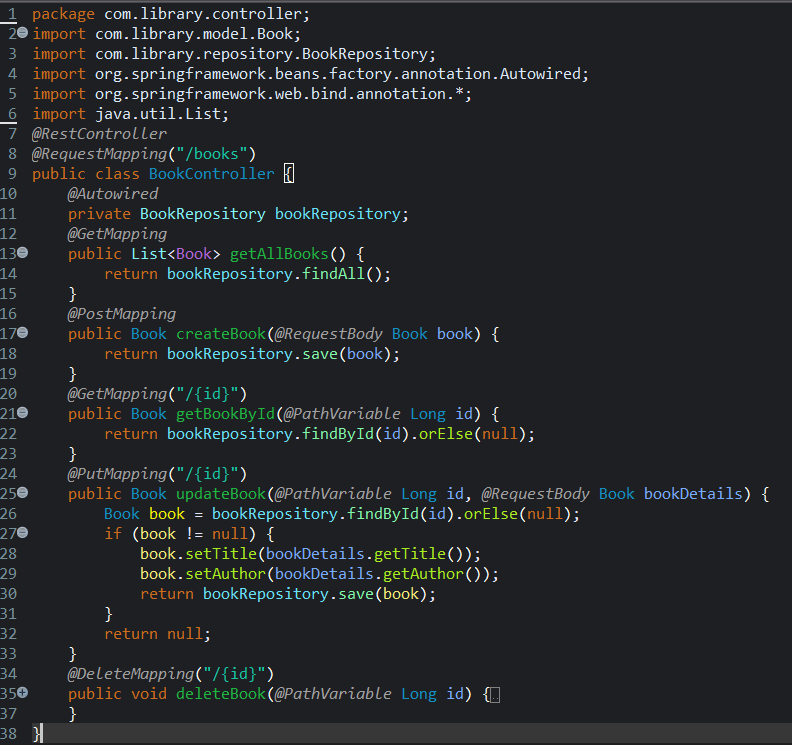 1 package com.library.controller;
2 import com.library.model.Book;
3 import com.library.repository.BookRepository;
4 import org.springframework.beans.factory.annotation.Autowired;
5 import org.springframework.web.bind.annotation.*;
6 import java.util.List;
7 @RestController
8 @RequestMapping("/books")
9 public class BookController {
10     @Autowired
11     private BookRepository bookRepository;
12     @GetMapping
13     public List<Book> getAllBooks() {
14         return bookRepository.findAll();
15     }
16     @PostMapping
17     public Book createBook(@RequestBody Book book) {
18         return bookRepository.save(book);
19     }
20     @GetMapping("/{id}")
21     public Book getBookById(@PathVariable Long id) {
22         return bookRepository.findById(id).orElse(null);
23     }
24     @PutMapping("/{id}")
25     public Book updateBook(@PathVariable Long id, @RequestBody Book bookDetails) {
26         Book book = bookRepository.findById(id).orElse(null);
27         if (book != null) {
28             book.setTitle(bookDetails.getTitle());
29             book.setAuthor(bookDetails.getAuthor());
30             return bookRepository.save(book);
31         }
32         return null;
33     }
34     @DeleteMapping("/{id}")
35     public void deleteBook(@PathVariable Long id) {
37     }
38 }